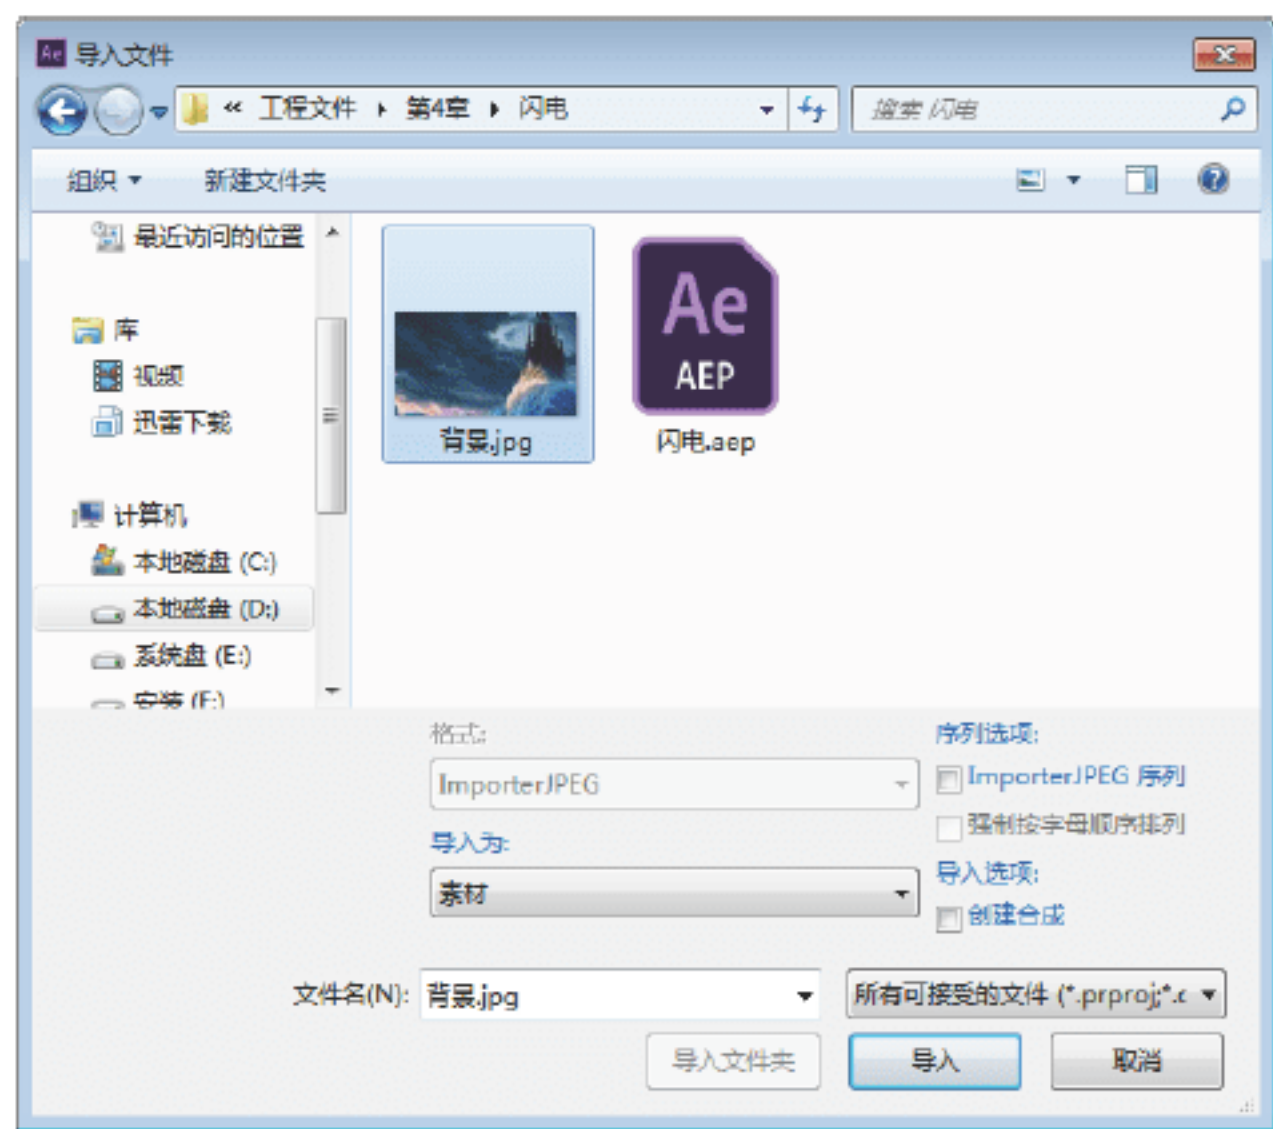 Ae 导入文件
« 工程文件 ▸ 第4章 ▸ 闪电
搜索 闪电
组织 ▼ 新建文件夹
最近访问的位置
库
视频
迅雷下载
计算机
本地磁盘 (C:)
本地磁盘 (D:)
系统盘 (E:)
安装 (F:)
背景.jpg
Ae
AEP
闪电.aep
格式:
ImporterJPEG
导入为:
素材
序列选项:
ImporterJPEG 序列
强制按字母顺序排列
导入选项:
创建合成
文件名(N): 背景.jpg
所有可接受的文件 (*.prproj;*.c
导入文件夹 导入 取消